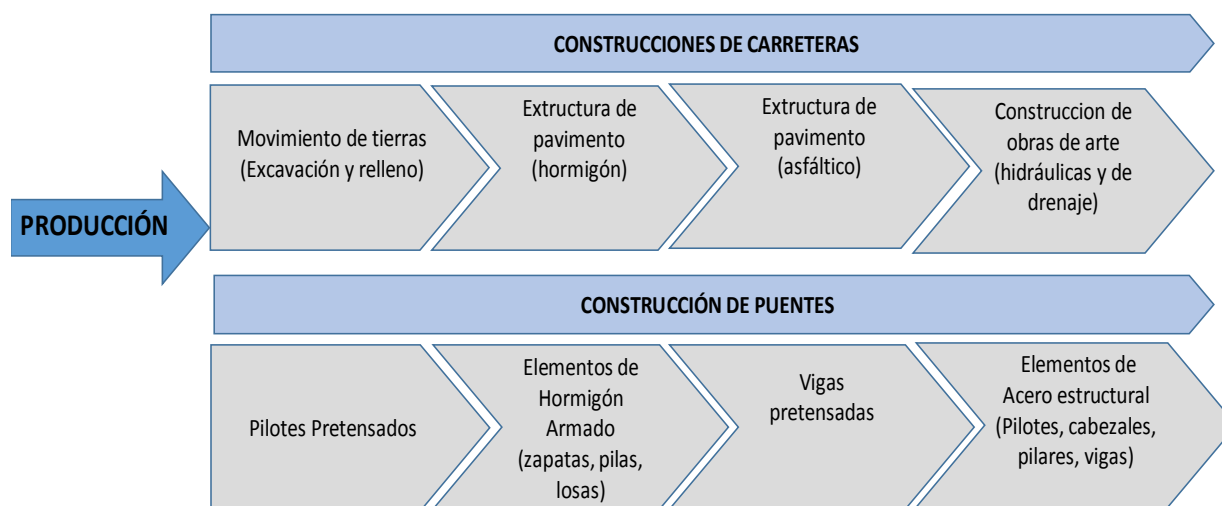 CONSTRUCCIONES DE CARRETERAS
Movimiento de tierras
(Excavación y relleno)
Extructura de
pavimento
(hormigón)
Extructura de
pavimento
(asfáltico)
Construccion de
obras de arte
(hidráulicas y de
drenaje)
PRODUCCIÓN
CONSTRUCCIÓN DE PUENTES
Pilotes Pretensados
Elementos de
Hormigón
Armado
(zapatas, pilas,
losas)
Vigas
pretensadas
Elementos de
Acero estructural
(Pilotes, cabezales,
pilares, vigas)